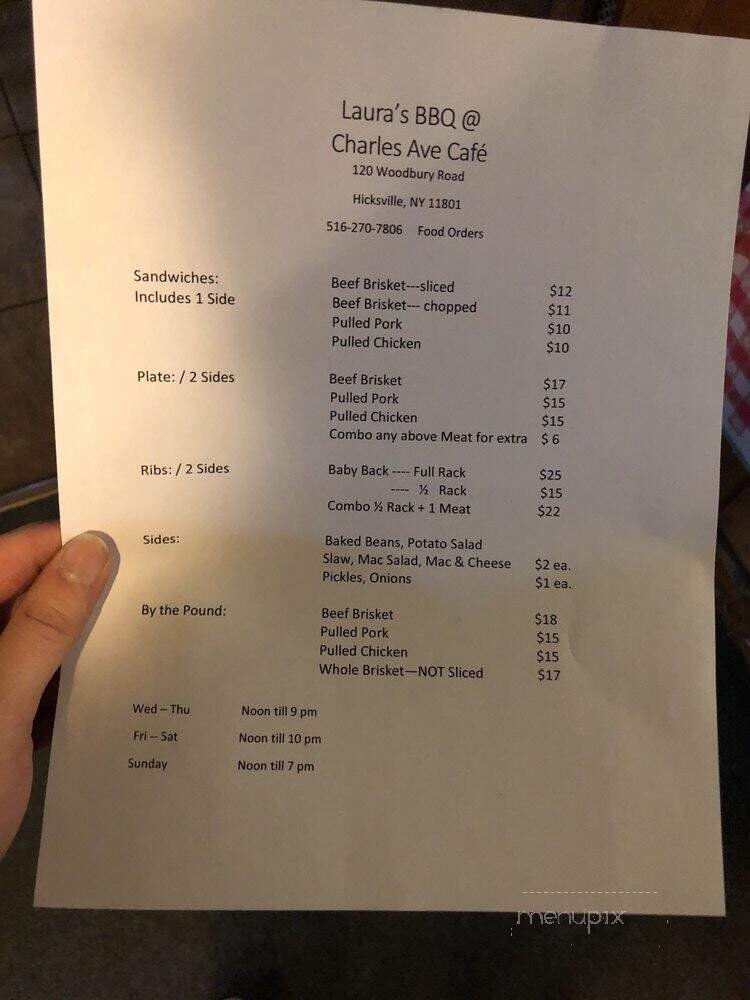 Laura's BBQ @
Charles Ave Café
120 Woodbury Road
Hicksville, NY 11801
516-270-7806 Food Orders
Sandwiches: Beef Brisket---sliced $12
Includes 1 Side Beef Brisket--- chopped $11
Pulled Pork $10
Pulled Chicken $10
Plate: / 2 Sides Beef Brisket $17
Pulled Pork $15
Pulled Chicken $15
Combo any above Meat for extra $ 6
Ribs: / 2 Sides Baby Back ---- Full Rack $25
---- ½ Rack $15
Combo ½ Rack + 1 Meat $22
Sides: Baked Beans, Potato Salad
Slaw, Mac Salad, Mac & Cheese $2 ea.
Pickles, Onions $1 ea.
By the Pound: Beef Brisket $18
Pulled Pork $15
Pulled Chicken $15
Whole Brisket—NOT Sliced $17
Wed – Thu Noon till 9 pm
Fri -- Sat Noon till 10 pm
Sunday Noon till 7 pm
menupix